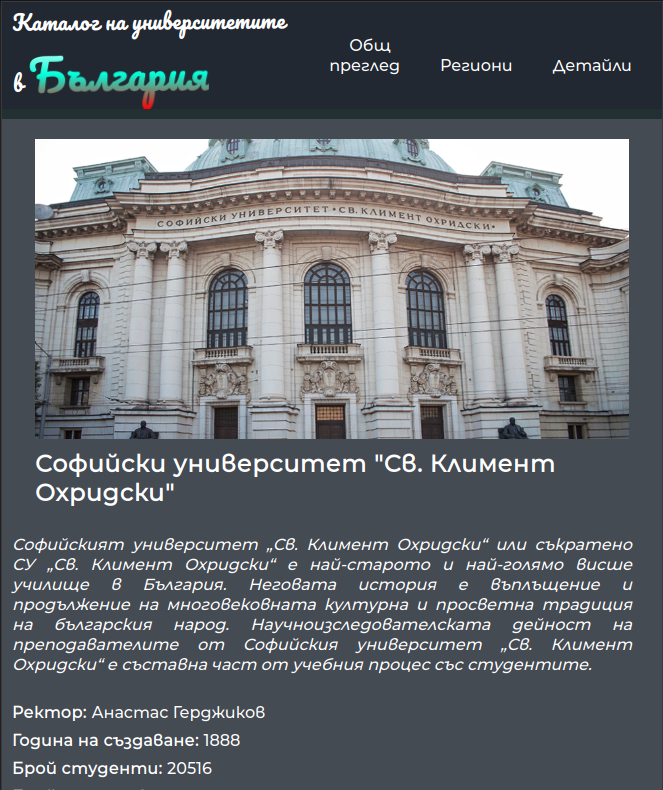 Каталог на университетите
в България
Общ
преглед
Региони
Детайли
СОФИЙСКИ УНИВЕРСИТЕТ • СВ. КЛИМЕНТ ОХРИДСКИ •
Софийски университет "Св. Климент
Охридски"
Софийският университет „Св. Климент Охридски“ или съкратено
СУ „Св. Климент Охридски“ е най-старото и най-голямо висше
училище в България. Неговата история е въплъщение и
продължение на многовековната културна и просветна традиция
на българския народ. Научноизследователската дейност на
преподавателите от Софийския университет „Св. Климент
Охридски“ е съставна част от учебния процес със студентите.
Ректор: Анастас Герджиков
Година на създаване: 1888
Брой студенти: 20516